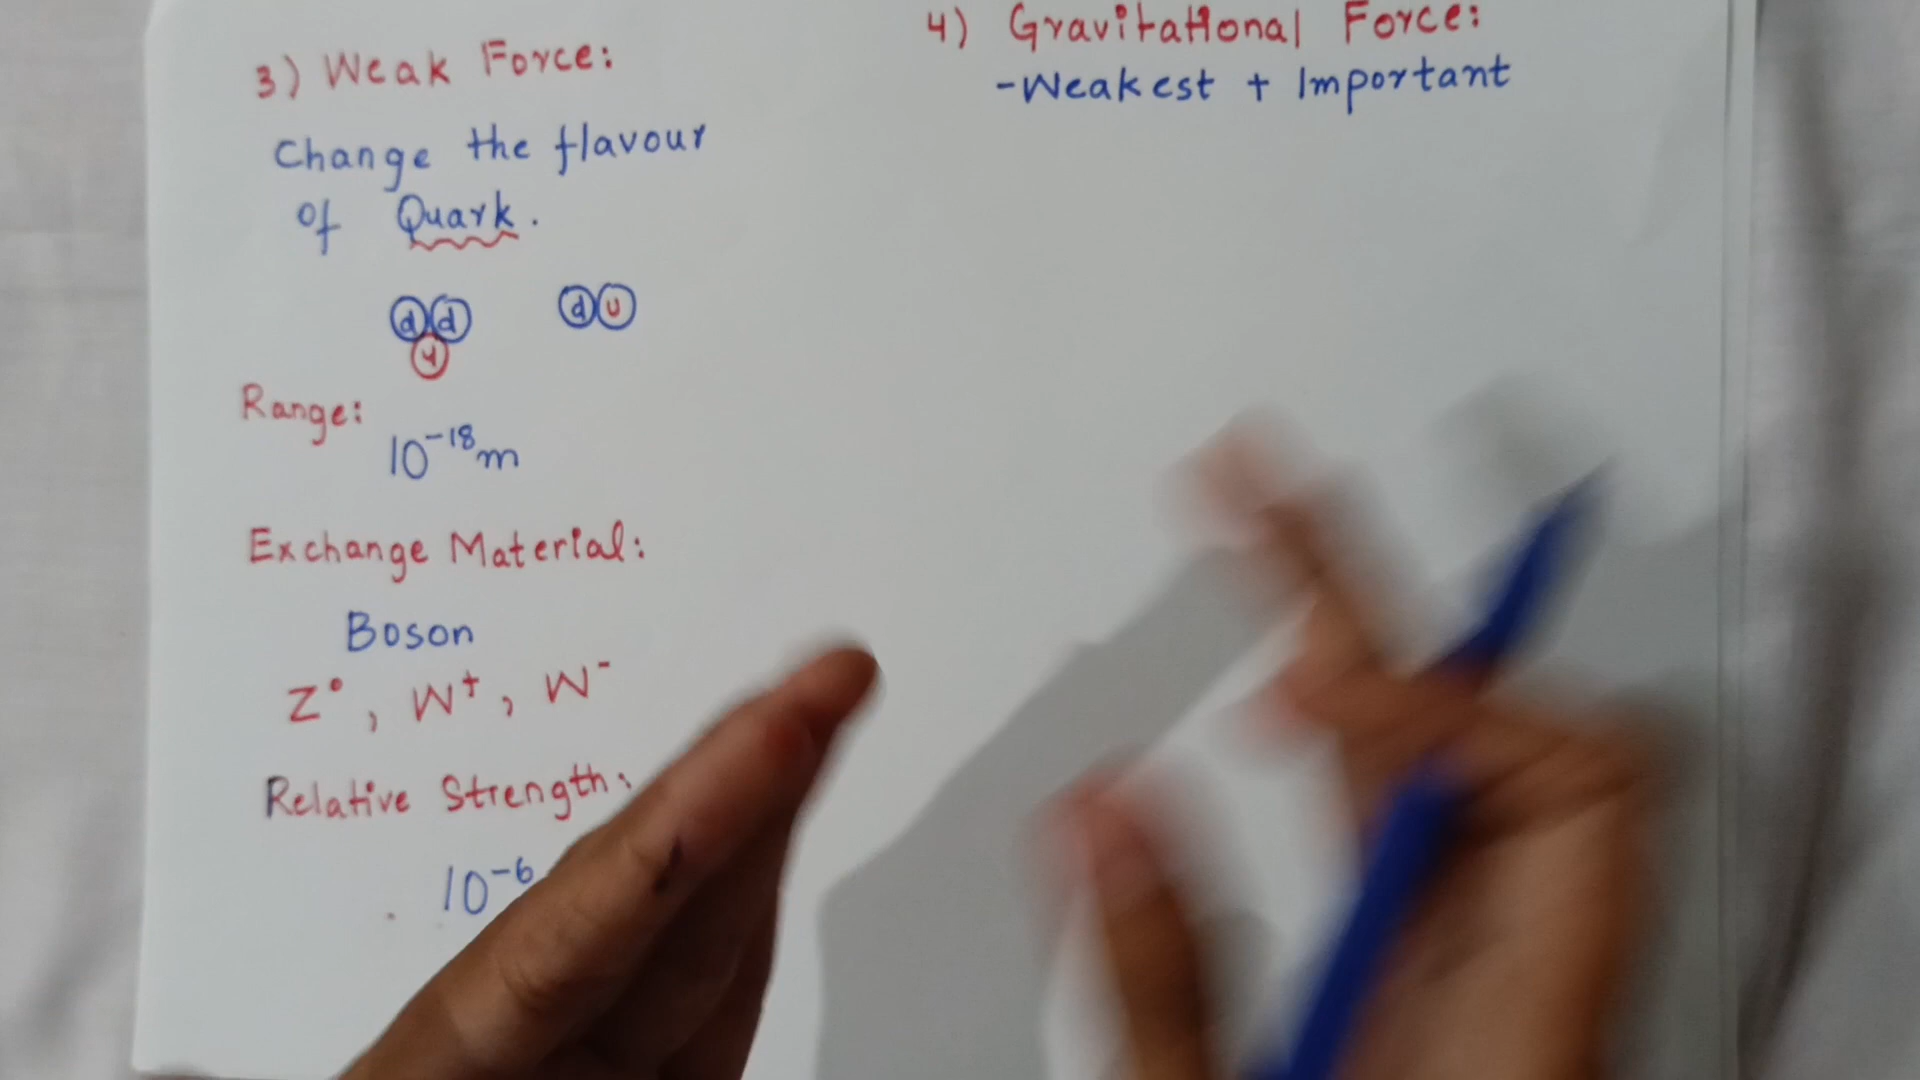 3) Weak Force:
Change the flavour
of Quark.
d d
u
d u
Range:
10⁻¹⁸m
Exchange Material:
Boson
Z°, W⁺, W⁻
Relative Strength:
10⁻⁶
4) Gravitational Force:
-Weakest + Important